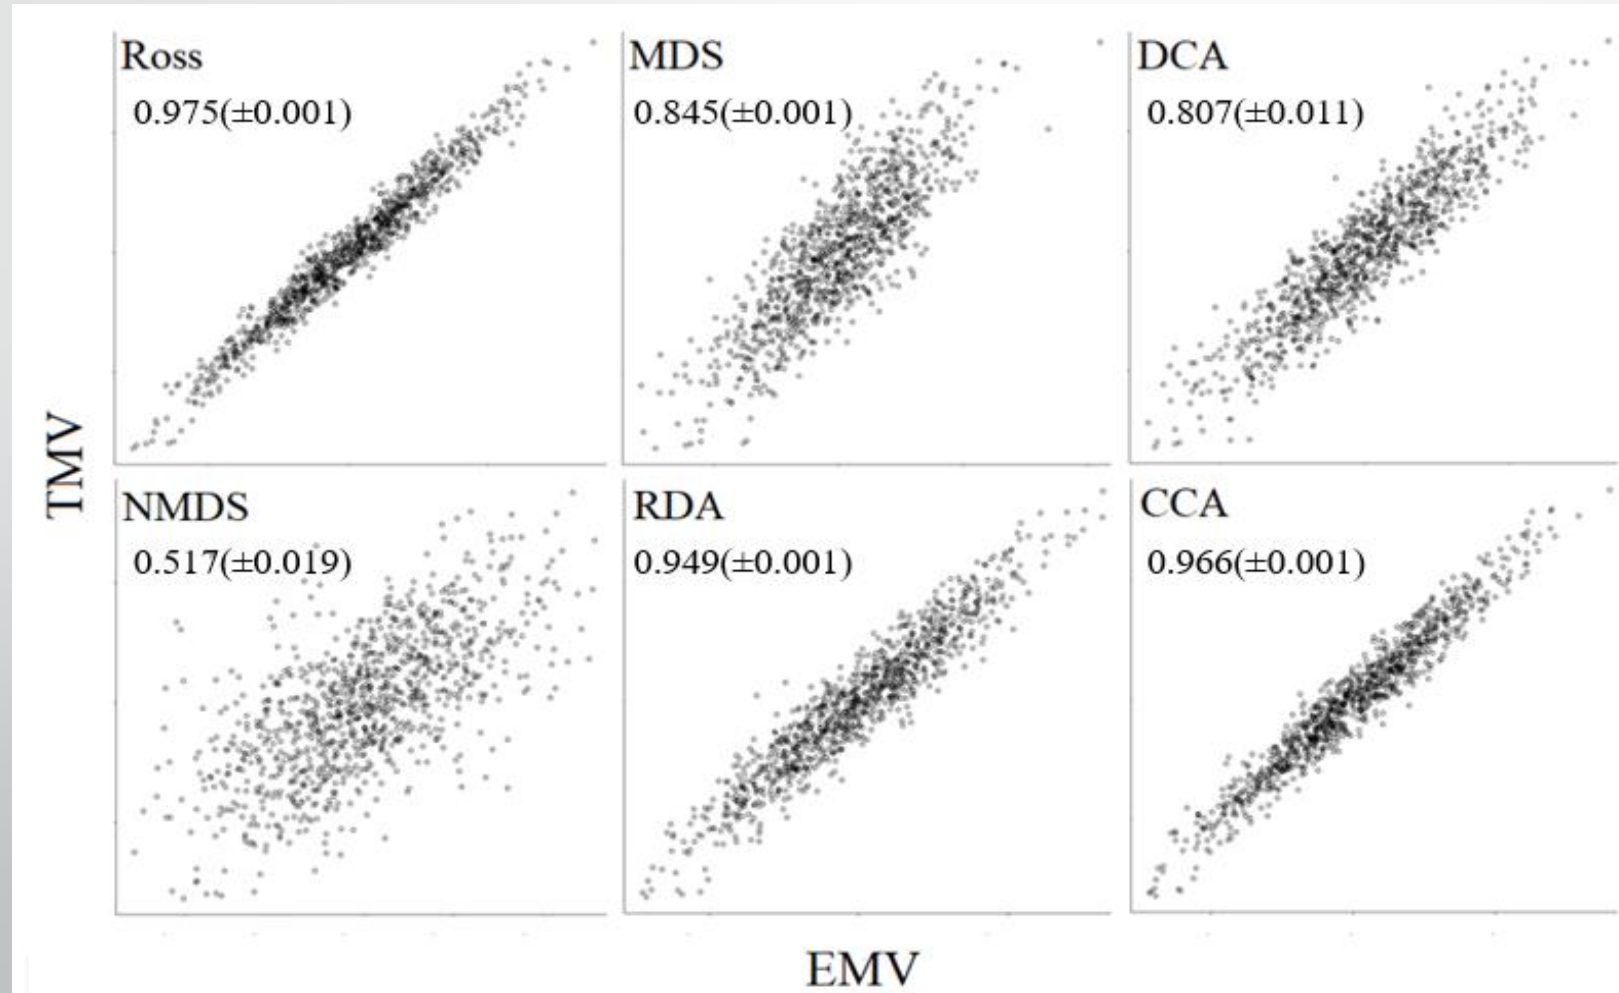 Ross
0.975(±0.001)
MDS
0.845(±0.001)
DCA
0.807(±0.011)
TMV
NMDS
0.517(±0.019)
RDA
0.949(±0.001)
CCA
0.966(±0.001)
EMV